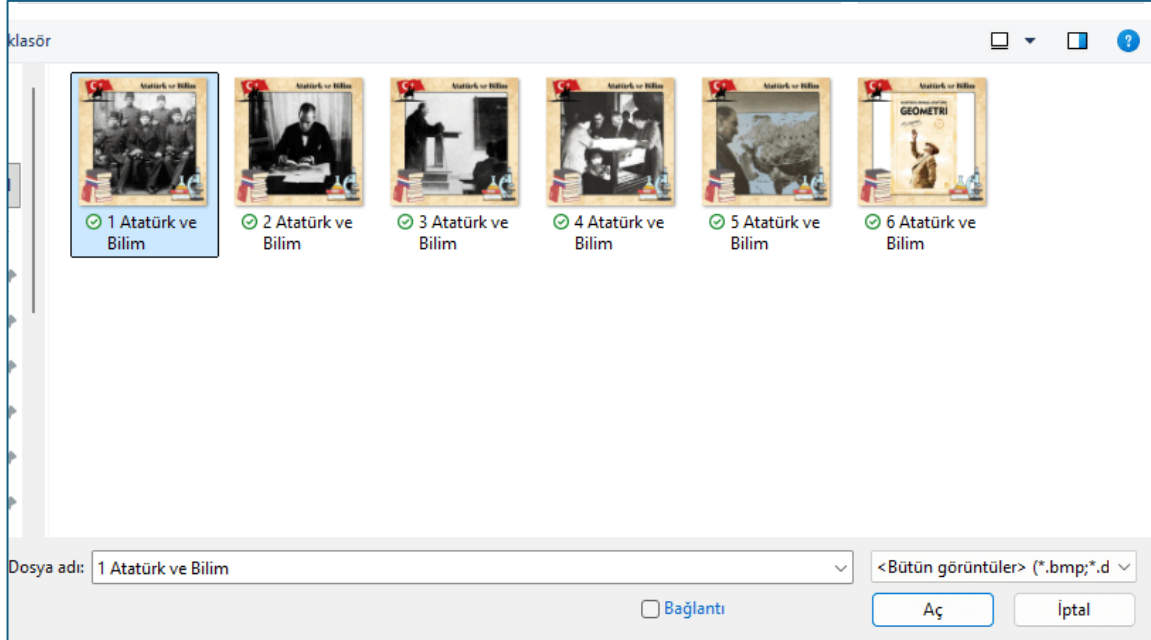 klasör
Atatürk ve Bilim
Atatürk ve Bilim
Atatürk ve Bilim
Atatürk ve Bilim
Atatürk ve Bilim
Atatürk ve Bilim
GEOMETRİ
1 Atatürk ve
Bilim
2 Atatürk ve
Bilim
3 Atatürk ve
Bilim
4 Atatürk ve
Bilim
5 Atatürk ve
Bilim
6 Atatürk ve
Bilim
Dosya adı:
1 Atatürk ve Bilim
<Bütün görüntüler> (*.bmp;*.d
Bağlantı
Aç
İptal